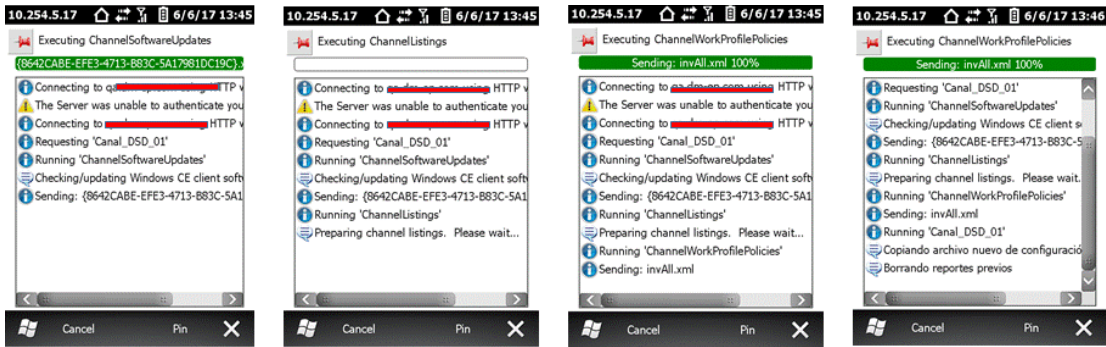 10.254.5.17 6/6/17 13:45
Executing ChannelSoftwareUpdates
{8642CABE-EFE3-4713-B83C-5A17981DC19C}.x
Connecting to HTTP v
The Server was unable to authenticate you
Connecting to HTTP v
Requesting 'Canal_DSD_01'
Running 'ChannelSoftwareUpdates'
Checking/updating Windows CE client soft
Sending: {8642CABE-EFE3-4713-B83C-5A1
Cancel Pin
10.254.5.17 6/6/17 13:45
Executing ChannelListings
Connecting to HTTP v
The Server was unable to authenticate you
Connecting to HTTP v
Requesting 'Canal_DSD_01'
Running 'ChannelSoftwareUpdates'
Checking/updating Windows CE client soft
Sending: {8642CABE-EFE3-4713-B83C-5A1
Running 'ChannelListings'
Preparing channel listings. Please wait...
Cancel Pin
10.254.5.17 6/6/17 13:45
Executing ChannelWorkProfilePolicies
Sending: invAll.xml 100%
Connecting to HTTP v
The Server was unable to authenticate you
Connecting to HTTP v
Requesting 'Canal_DSD_01'
Running 'ChannelSoftwareUpdates'
Checking/updating Windows CE client soft
Sending: {8642CABE-EFE3-4713-B83C-5A1
Running 'ChannelListings'
Preparing channel listings. Please wait...
Running 'ChannelWorkProfilePolicies'
Sending: invAll.xml
Cancel Pin
10.254.5.17 6/6/17 13:46
Executing ChannelWorkProfilePolicies
Sending: invAll.xml 100%
Requesting 'Canal_DSD_01'
Running 'ChannelSoftwareUpdates'
Checking/updating Windows CE client s
Sending: {8642CABE-EFE3-4713-B83C-5
Running 'ChannelListings'
Preparing channel listings. Please wait.
Running 'ChannelWorkProfilePolicies'
Sending: invAll.xml
Running 'Canal_DSD_01'
Copiando archivo nuevo de configuració
Borrando reportes previos
Cancel Pin